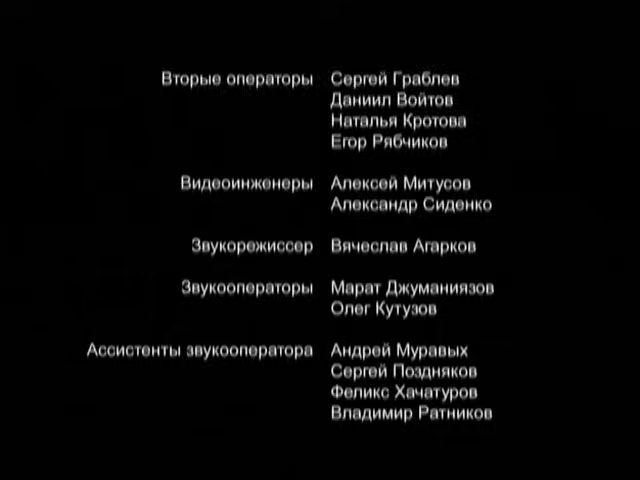 Вторые операторы Сергей Граблев
Даниил Войтов
Наталья Кротова
Егор Рябчиков
Видеоинженеры Алексей Митусов
Александр Сиденко
Звукорежиссер Вячеслав Агарков
Звукооператоры Марат Джуманиязов
Олег Кутузов
Ассистенты звукооператора Андрей Муравых
Сергей Поздняков
Феликс Хачатуров
Владимир Ратников